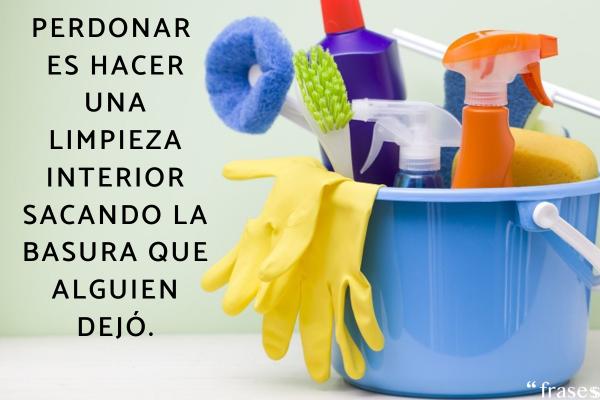 PERDONAR
ES HACER
UNA
LIMPIEZA
INTERIOR
SACANDO LA
BASURA QUE
ALGUIEN
DEJÓ.
“frases